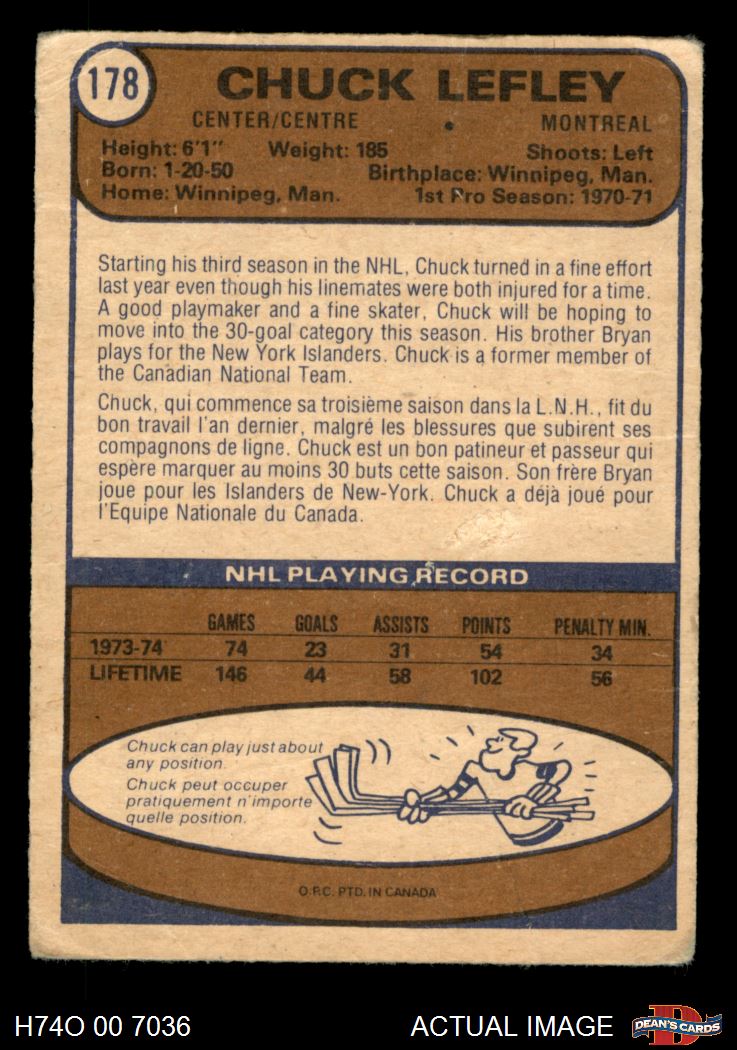 178
CHUCK LEFLEY
CENTER/CENTRE • MONTREAL
Height: 6'1" Weight: 185 Shoots: Left
Born: 1-20-50 Birthplace: Winnipeg, Man.
Home: Winnipeg, Man. 1st Pro Season: 1970-71
Starting his third season in the NHL, Chuck turned in a fine effort
last year even though his linemates were both injured for a time.
A good playmaker and a fine skater, Chuck will be hoping to
move into the 30-goal category this season. His brother Bryan
plays for the New York Islanders. Chuck is a former member of
the Canadian National Team.
Chuck, qui commence sa troisième saison dans la L.N.H., fit du
bon travail l'an dernier, malgré les blessures que subirent ses
compagnons de ligne. Chuck est un bon patineur et passeur qui
espère marquer au moins 30 buts cette saison. Son frère Bryan
joue pour les Islanders de New-York. Chuck a déjà joué pour
l'Equipe Nationale du Canada.
NHL PLAYING RECORD
GAMES GOALS ASSISTS POINTS PENALTY MIN.
1973-74 74 23 31 54 34
LIFETIME 146 44 58 102 56
Chuck can play just about
any position.
Chuck peut occuper
pratiquement n'importe
quelle position.
O.P.C. PTD. IN CANADA
H74O 00 7036 ACTUAL IMAGE
D
DEAN'S CARDS